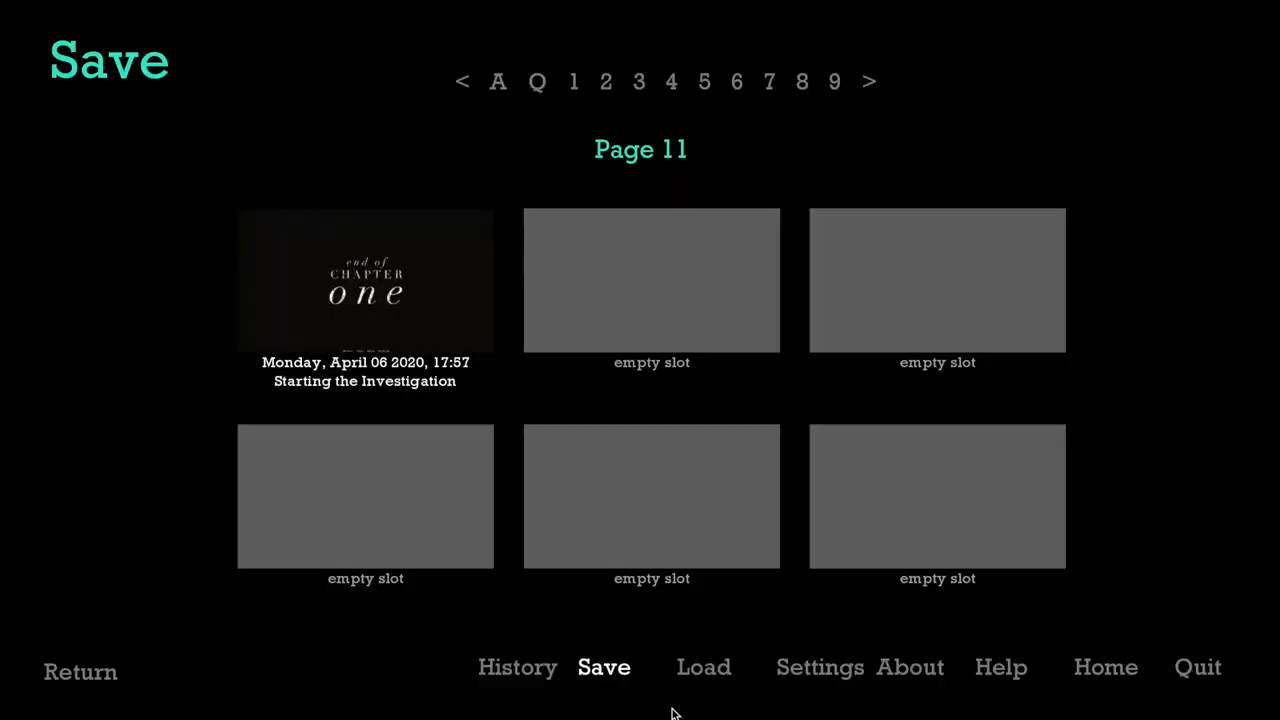 Save
< A Q 1 2 3 4 5 6 7 8 9 >
Page 11
end of
CHAPTER
one
Monday, April 06 2020, 17:57
Starting the Investigation
empty slot
empty slot
empty slot
empty slot
empty slot
Return
History Save Load Settings About Help Home Quit